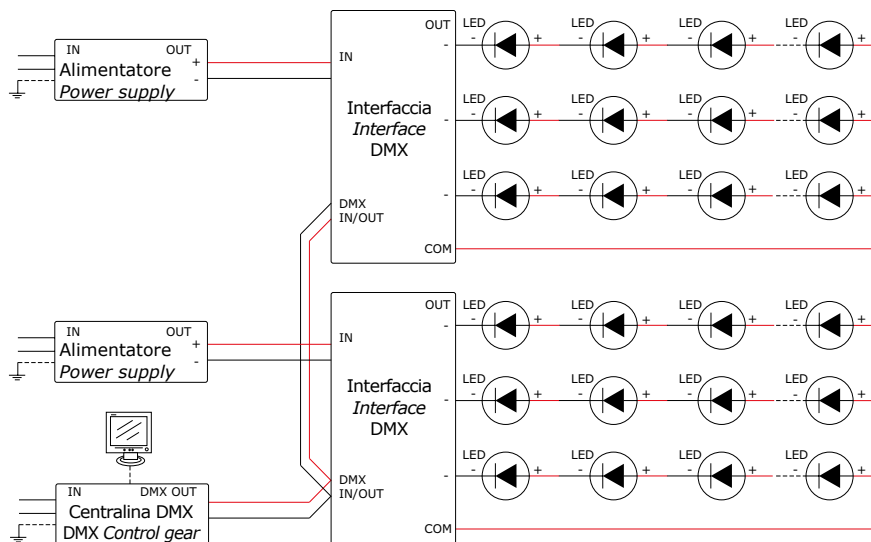 IN OUT
+
-
Alimentatore
Power supply
OUT
-
-
-
IN
Interfaccia
Interface
DMX
DMX
IN/OUT
COM
LED - + LED - + LED - + LED - +
LED - + LED - + LED - + LED - +
LED - + LED - + LED - + LED - +
IN OUT
+
-
Alimentatore
Power supply
OUT
-
-
-
IN
Interfaccia
Interface
DMX
DMX
IN/OUT
COM
LED - + LED - + LED - + LED - +
LED - + LED - + LED - + LED - +
LED - + LED - + LED - + LED - +
IN DMX OUT
Centralina DMX
DMX Control gear